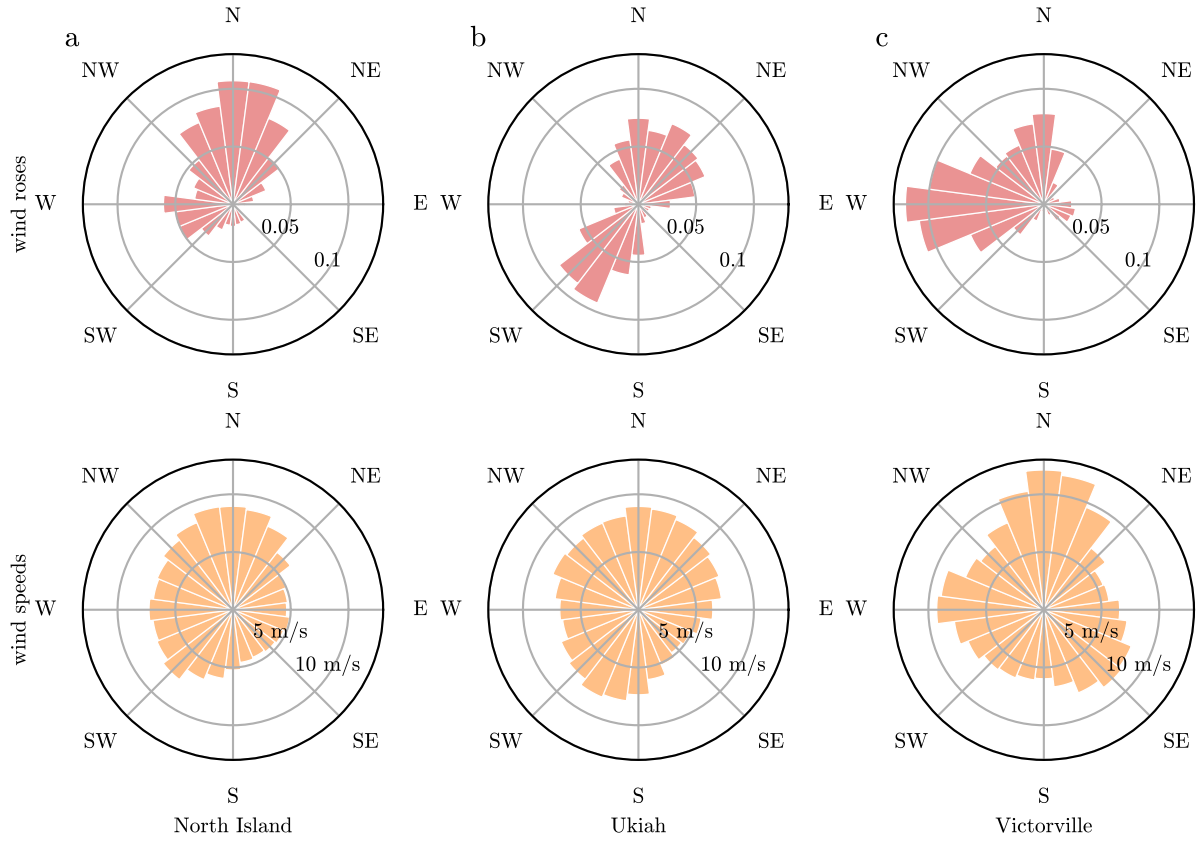 a
b
c
N
N
N
NW
NE
NW
NE
NW
NE
wind roses
W
E
W
E
W
0.05
0.05
0.05
0.1
0.1
0.1
SW
SE
SW
SE
SW
SE
S
S
S
N
N
N
NW
NE
NW
NE
NW
NE
wind speeds
W
E
W
E
W
5 m/s
5 m/s
5 m/s
10 m/s
10 m/s
10 m/s
SW
SE
SW
SE
SW
SE
S
S
S
North Island
Ukiah
Victorville